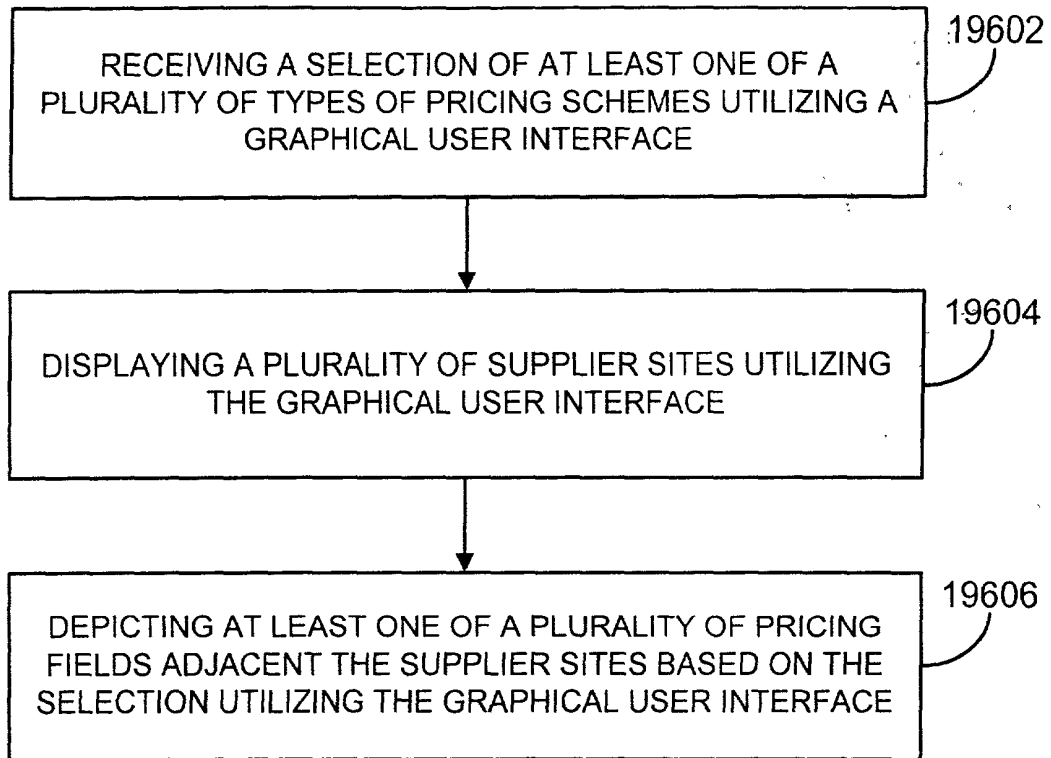 19602
RECEIVING A SELECTION OF AT LEAST ONE OF A
PLURALITY OF TYPES OF PRICING SCHEMES UTILIZING A
GRAPHICAL USER INTERFACE
19604
DISPLAYING A PLURALITY OF SUPPLIER SITES UTILIZING
THE GRAPHICAL USER INTERFACE
19606
DEPICTING AT LEAST ONE OF A PLURALITY OF PRICING
FIELDS ADJACENT THE SUPPLIER SITES BASED ON THE
SELECTION UTILIZING THE GRAPHICAL USER INTERFACE